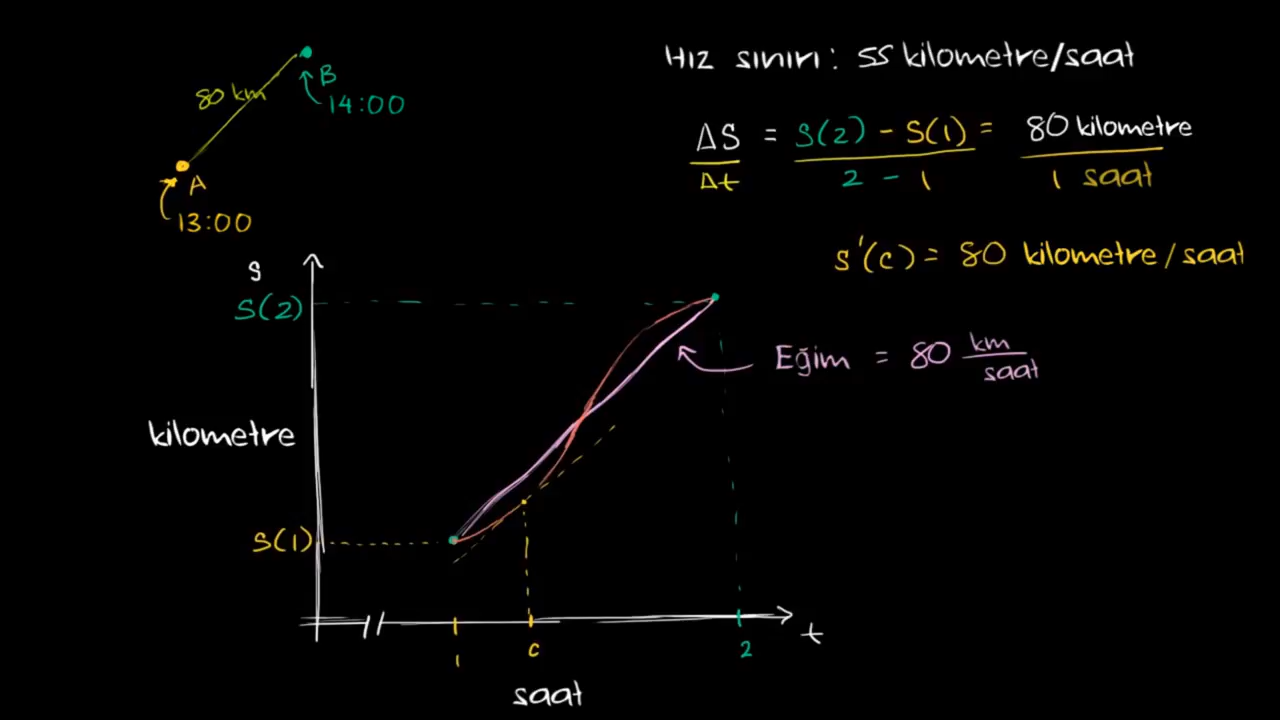 80 km
B
14:00
A
13:00
Hız sınırı: 55 kilometre/saat
ΔS/Δt = S(2) - S(1)/2 - 1 = 80 kilometre/1 saat
s'(c) = 80 kilometre/saat
s
S(2)
Eğim = 80 km/saat
kilometre
S(1)
1
c
2
t
saat